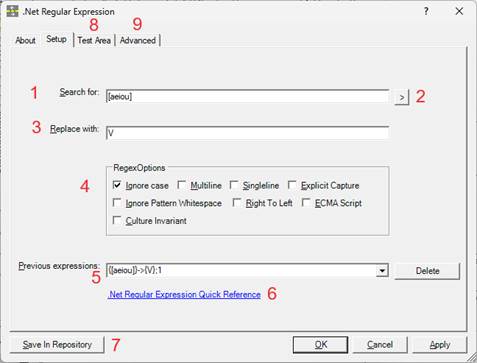 .Net Regular Expression ? X
8 9
About Setup Test Area Advanced
1 Search for: [aeiou] > 2
3 Replace with: V
RegexOptions
4 Ignore case Multiline Singleline Explicit Capture
Ignore Pattern Whitespace Right To Left ECMA Script
Culture Invariant
Previous expressions: {[aeiou]}->{V};1 Delete
5
.Net Regular Expression Quick Reference 6
Save In Repository 7 OK Cancel Apply